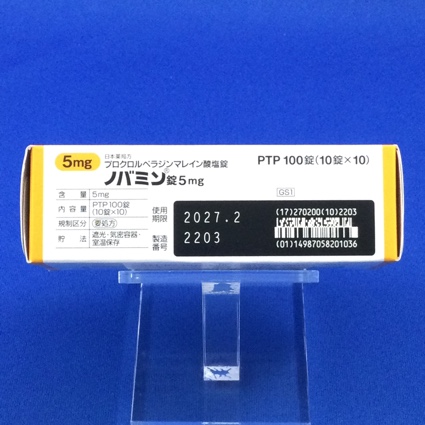 5mg
日本薬局方
プロクロルペラジンマレイン酸塩錠
ノバミン®錠5mg
PTP 100錠(10錠×10)
GS1
含量 5mg
内容量 PTP100錠
(10錠×10)
規制区分 要処方
貯法 遮光・気密容器・
室温保存
使用
期限
2027.2
製造
番号
2203
(17)270200(10)2203
(01)14987058201036